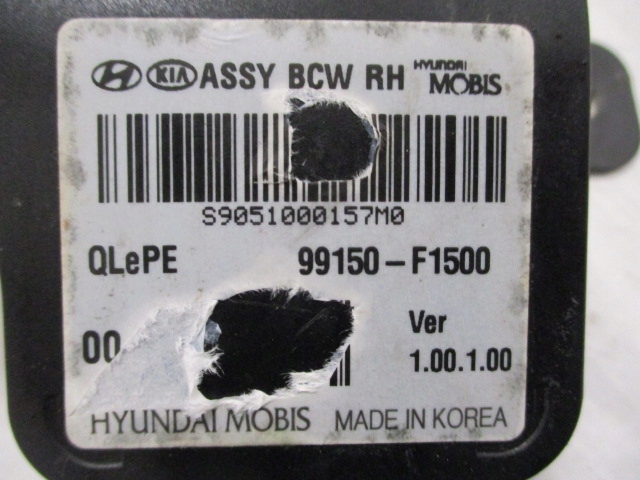 KIA ASSY BCW RH HYUNDAI MOBIS
S9051000157M0
QLePE 99150-F1500
00 Ver
1.00.1.00
HYUNDAI MOBIS MADE IN KOREA